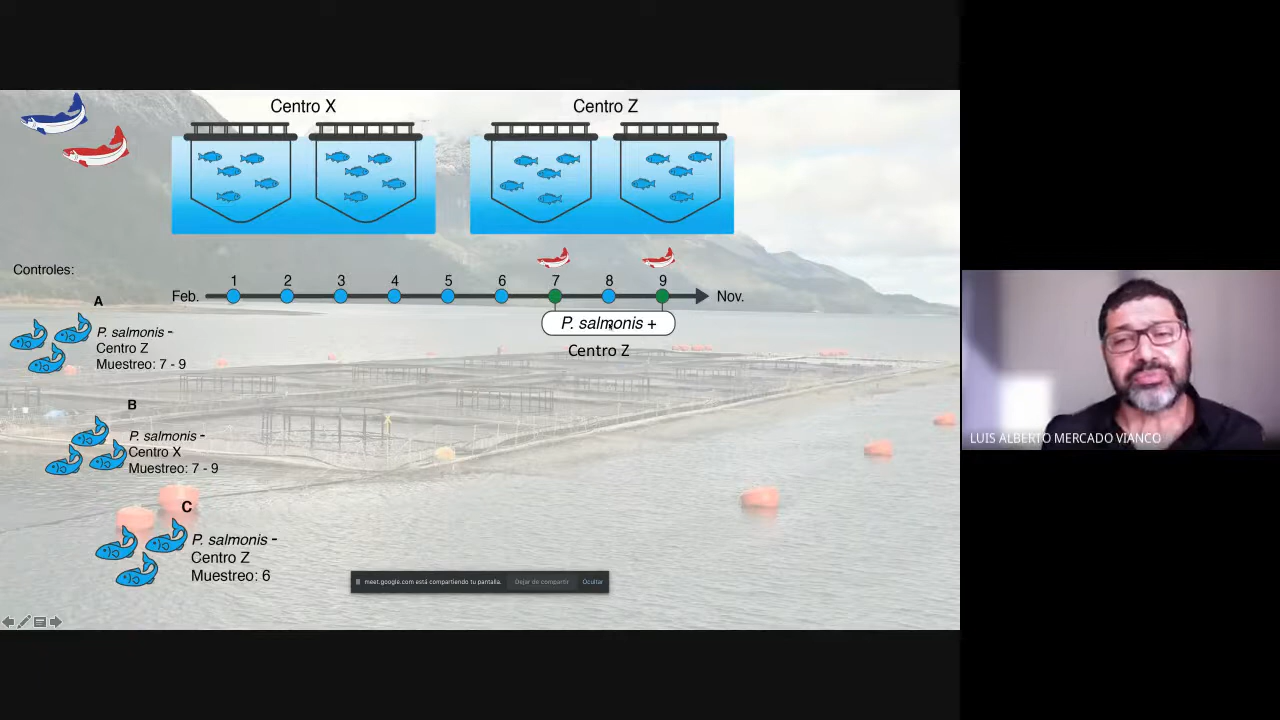 Centro X
Centro Z
Controles:
1 2 3 4 5 6 7 8 9
Feb. Nov.
P. salmonis +
Centro Z
A
P. salmonis -
Centro Z
Muestreo: 7 - 9
B
P. salmonis -
Centro X
Muestreo: 7 - 9
C
P. salmonis -
Centro Z
Muestreo: 6
meet.google.com está compartiendo tu pantalla. Dejar de compartir Ocultar
LUIS ALBERTO MERCADO VIANCO